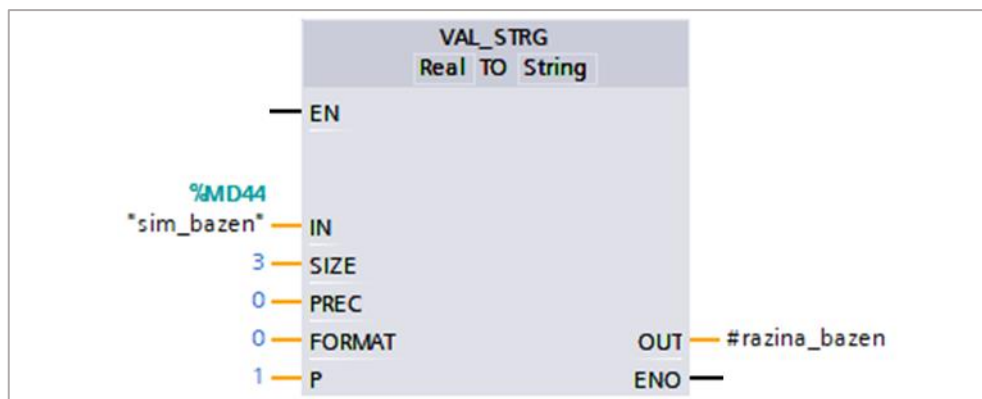 VAL_STRG
Real TO String
EN
%MD44
"sim_bazen" IN
3 SIZE
0 PREC
0 FORMAT OUT #razina_bazen
1 P ENO